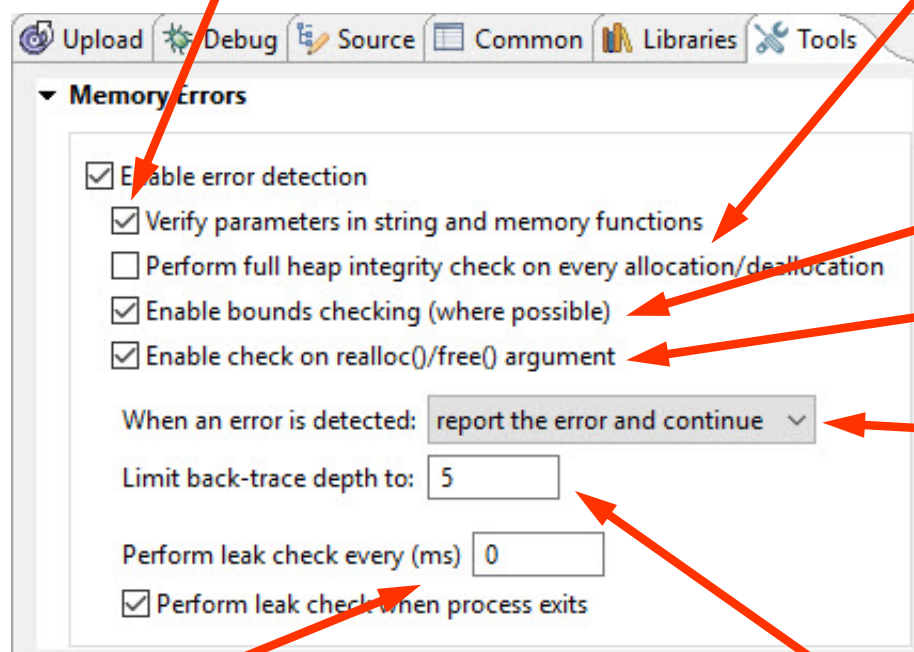 Upload Debug Source Common Libraries Tools
Memory Errors
Enable error detection
Verify parameters in string and memory functions
Perform full heap integrity check on every allocation/deallocation
Enable bounds checking (where possible)
Enable check on realloc()/free() argument
When an error is detected: report the error and continue
Limit back-trace depth to: 5
Perform leak check every (ms) 0
Perform leak check when process exits